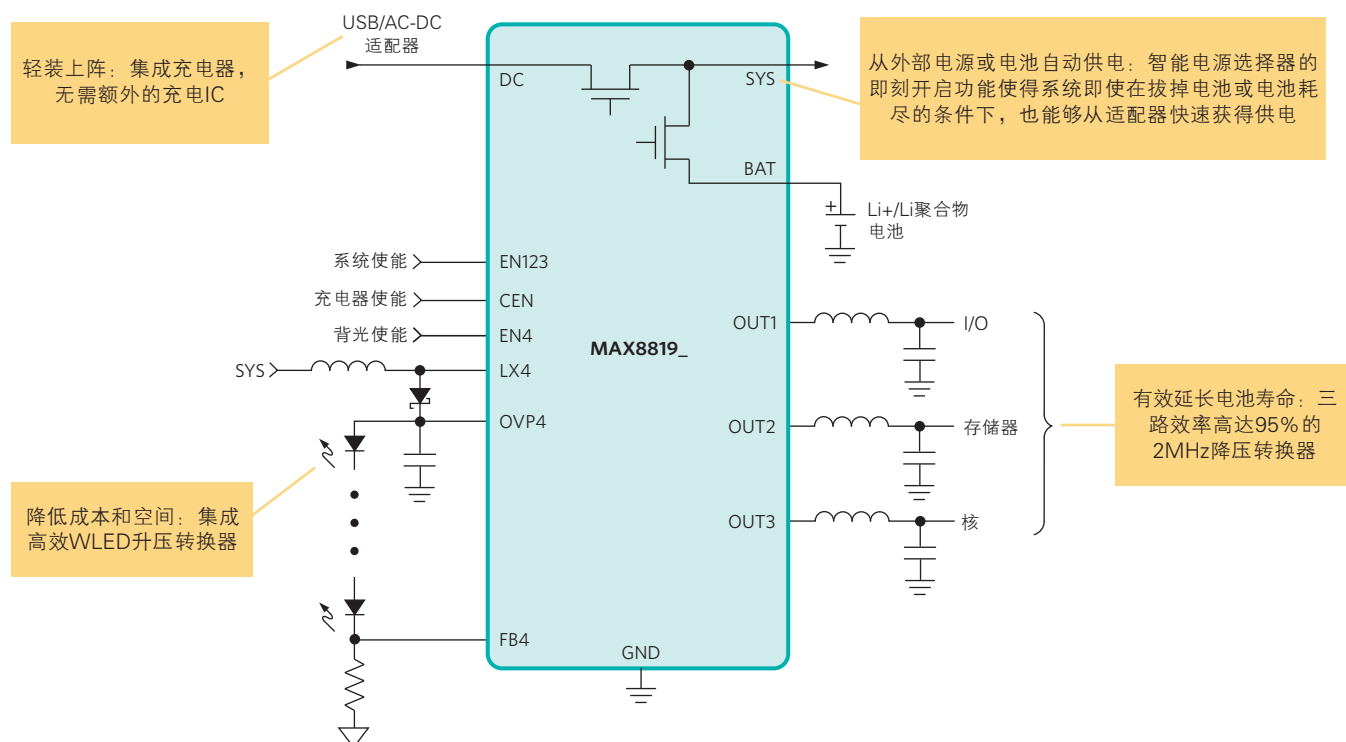 USB/AC-DC
适配器
轻装上阵：集成充电器，
无需额外的充电IC
DC
SYS
从外部电源或电池自动供电：智能电源选择器的
即刻开启功能使得系统即使在拔掉电池或电池耗
尽的条件下，也能够从适配器快速获得供电
BAT
+
Li+/Li聚合物
电池
系统使能
EN123
充电器使能
CEN
背光使能
EN4
MAX8819_
SYS
LX4
OVP4
OUT1
I/O
OUT2
存储器
OUT3
核
有效延长电池寿命：三
路效率高达95%的
2MHz降压转换器
降低成本和空间：集成
高效WLED升压转换器
FB4
GND